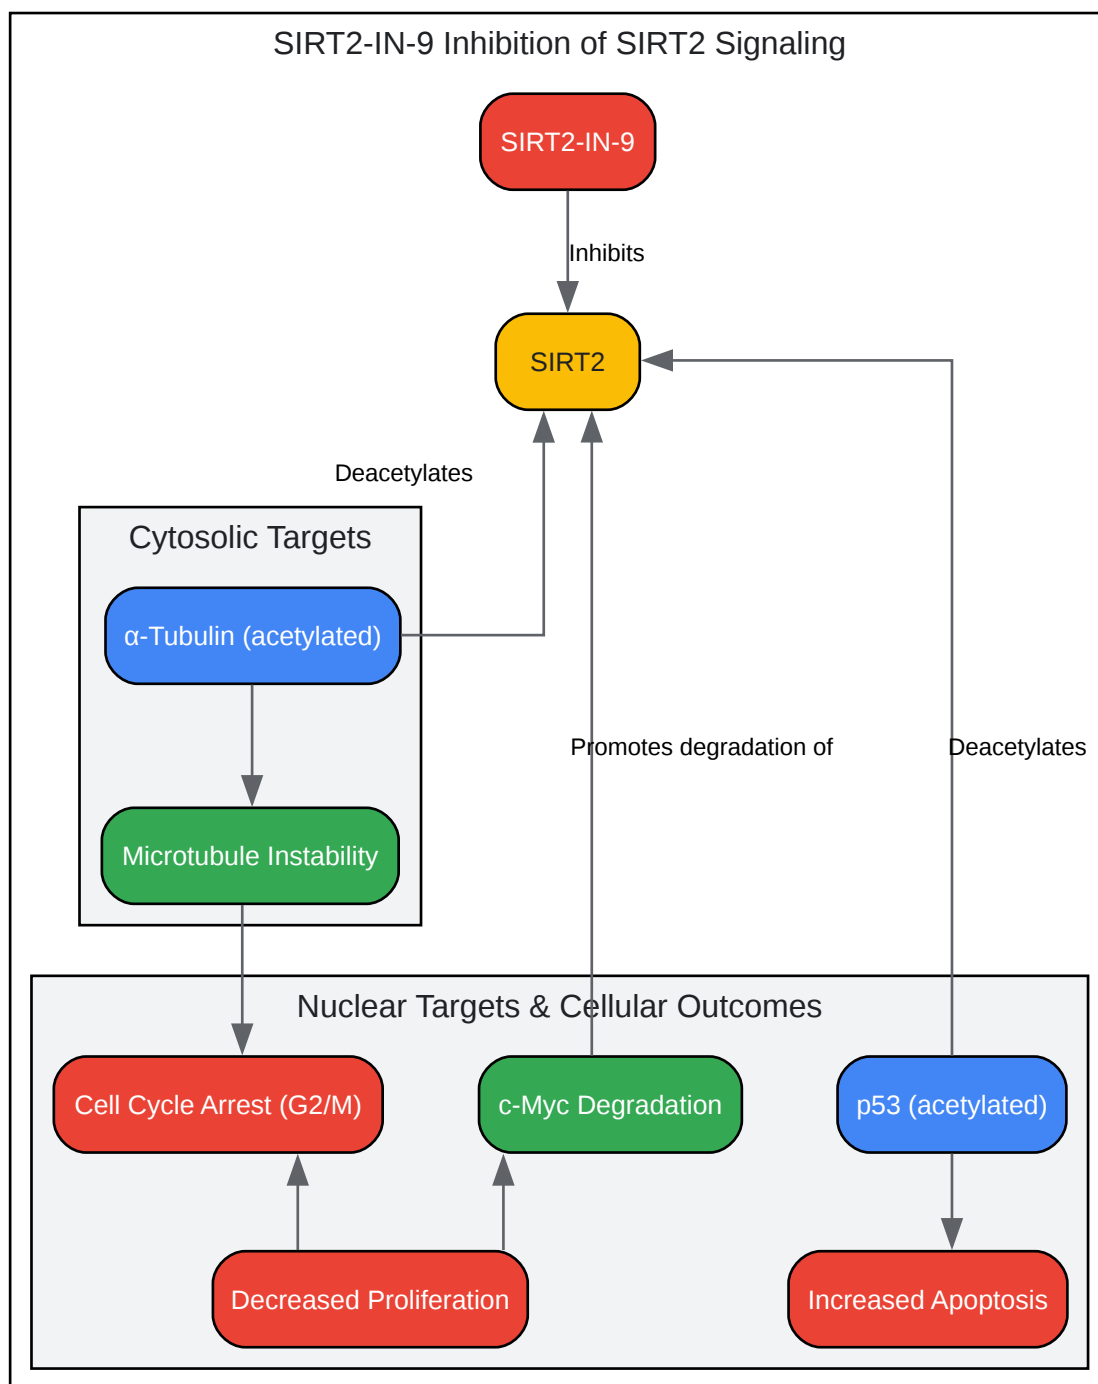 SIRT2-IN-9 Inhibition of SIRT2 Signaling
SIRT2-IN-9
Inhibits
SIRT2
Deacetylates
Cytosolic Targets
α-Tubulin (acetylated)
Promotes degradation of
Deacetylates
Microtubule Instability
Nuclear Targets & Cellular Outcomes
Cell Cycle Arrest (G2/M)
c-Myc Degradation
p53 (acetylated)
Decreased Proliferation
Increased Apoptosis